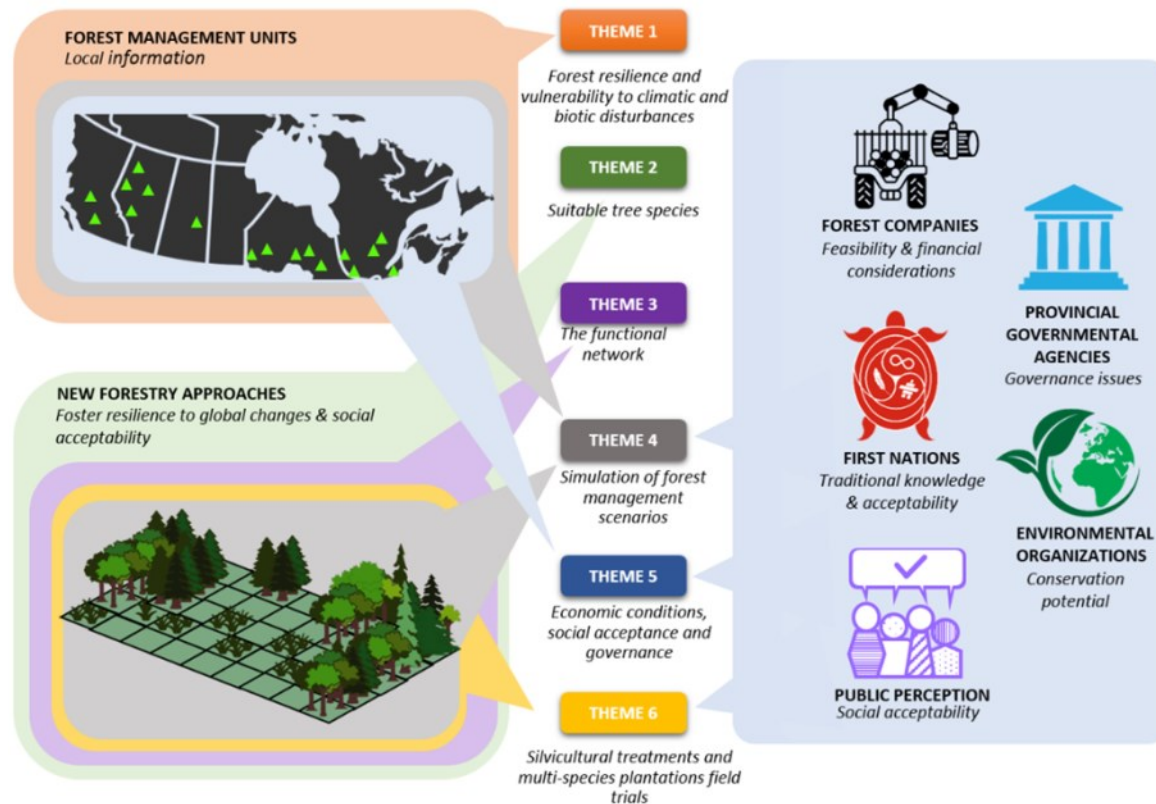 FOREST MANAGEMENT UNITS
Local information
NEW FORESTRY APPROACHES
Foster resilience to global changes & social
acceptability
THEME 1
Forest resilience and
vulnerability to climatic and
biotic disturbances
THEME 2
Suitable tree species
THEME 3
The functional
network
THEME 4
Simulation of forest
management
scenarios
THEME 5
Economic conditions,
social acceptance and
governance
THEME 6
Silvicultural treatments and
multi-species plantations field
trials
FOREST COMPANIES
Feasibility & financial
considerations
PROVINCIAL
GOVERNMENTAL
AGENCIES
Governance issues
FIRST NATIONS
Traditional knowledge
& acceptability
ENVIRONMENTAL
ORGANIZATIONS
Conservation
potential
PUBLIC PERCEPTION
Social acceptability